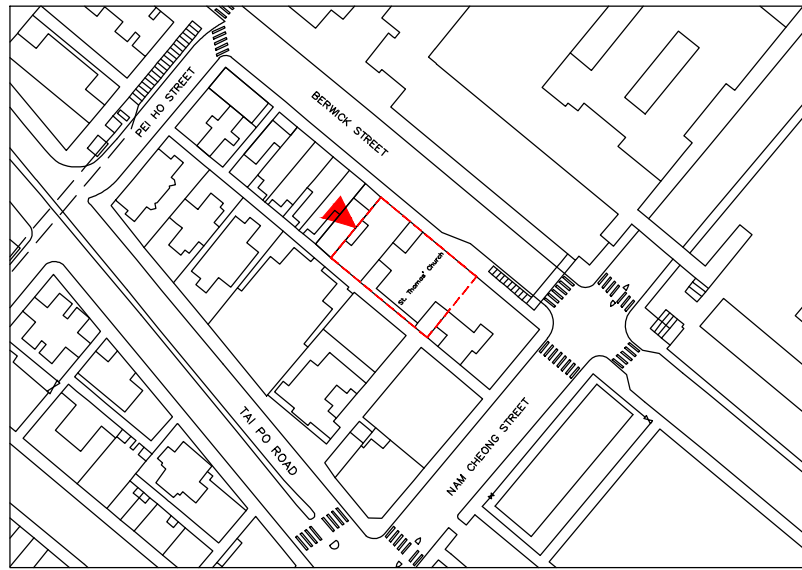 PEI HO STREET
BERWICK STREET
St. Thomas' Church
TAI PO ROAD
NAM CHEONG STREET